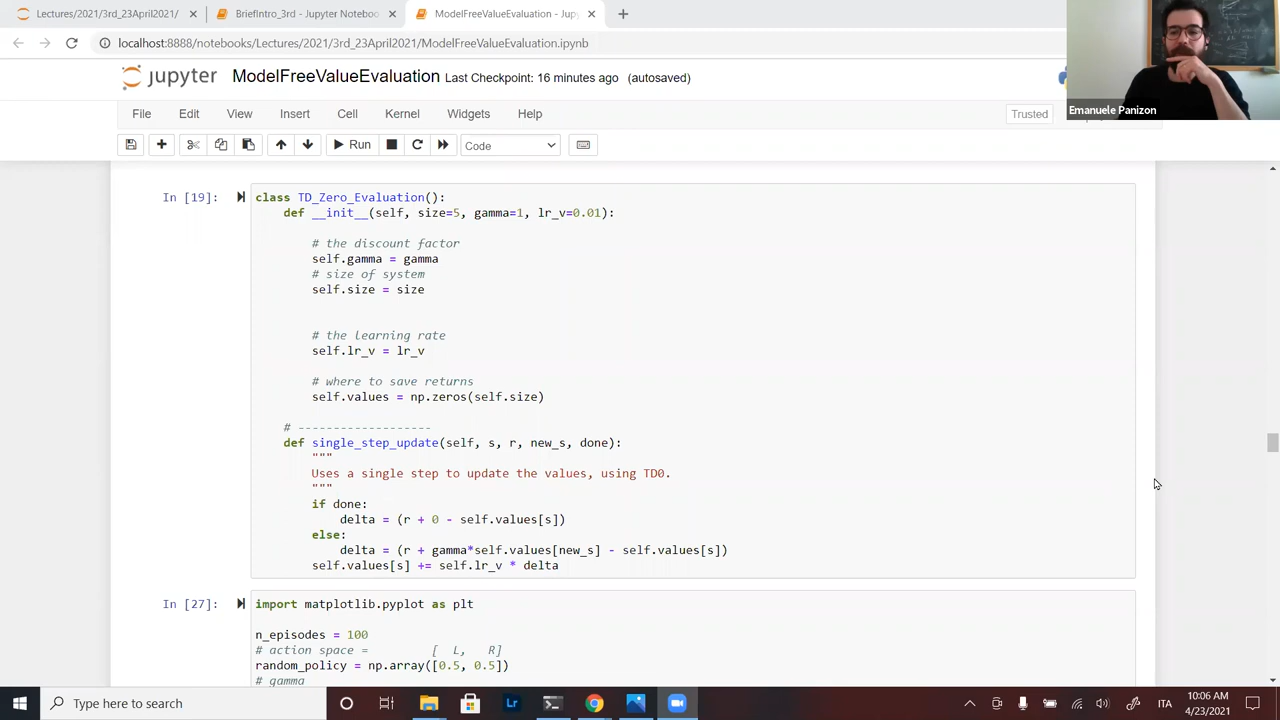 Lectures/2021/3rd_23April2021/
BriefIntro_3rd - Jupyter Noteboo
ModelFreeValueEvaluation - Jup
localhost:8888/notebooks/Lectures/2021/3rd_23April2021/ModelFreeValueEvaluation.ipynb
Emanuele Panizon
jupyter ModelFreeValueEvaluation Last Checkpoint: 16 minutes ago (autosaved)
File Edit View Insert Cell Kernel Widgets Help
Trusted
Run
Code
In [19]:
class TD_Zero_Evaluation():
def __init__(self, size=5, gamma=1, lr_v=0.01):
# the discount factor
self.gamma = gamma
# size of system
self.size = size
# the learning rate
self.lr_v = lr_v
# where to save returns
self.values = np.zeros(self.size)
# -------------------
def single_step_update(self, s, r, new_s, done):
"""
Uses a single step to update the values, using TD0.
"""
if done:
delta = (r + 0 - self.values[s])
else:
delta = (r + gamma*self.values[new_s] - self.values[s])
self.values[s] += self.lr_v * delta
In [27]:
import matplotlib.pyplot as plt
n_episodes = 100
# action space = [ L, R]
random_policy = np.array([0.5, 0.5])
# gamma
Type here to search
ITA
10:06 AM
4/23/2021